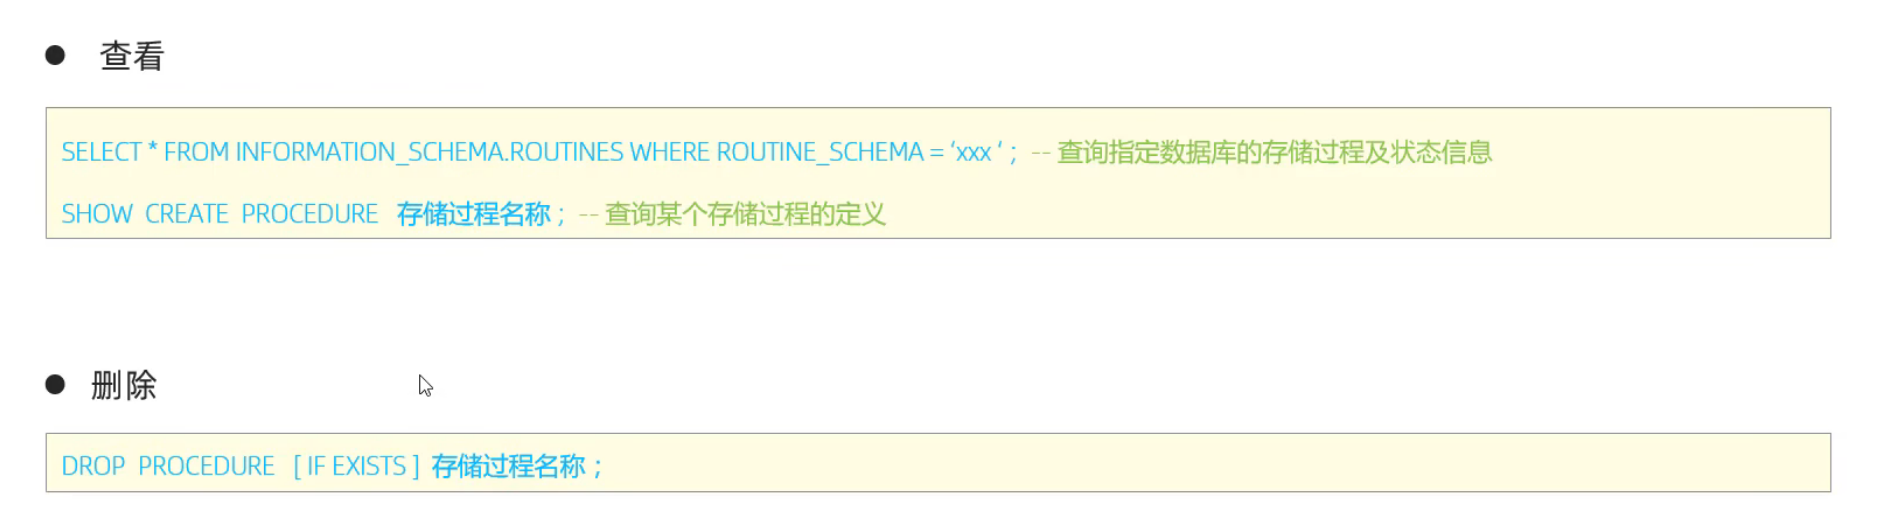 ● 查看
SELECT * FROM INFORMATION_SCHEMA.ROUTINES WHERE ROUTINE_SCHEMA = ‘xxx ‘ ; -- 查询指定数据库的存储过程及状态信息
SHOW CREATE PROCEDURE 存储过程名称 ; -- 查询某个存储过程的定义
● 删除
DROP PROCEDURE [ IF EXISTS ] 存储过程名称 ;